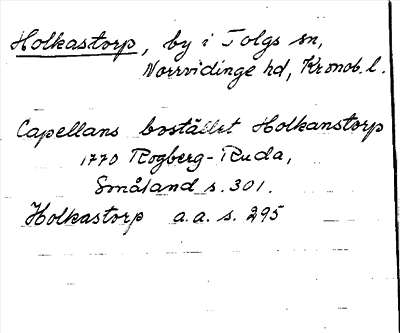 Holkastorp, by i Tolgs sn,
Norrvidinge hd, Kronob. l.
Capellans bostället Holkanstorp
1770 Rogberg-Ruda,
Småland s. 301.
Holkastorp a.a. s. 295